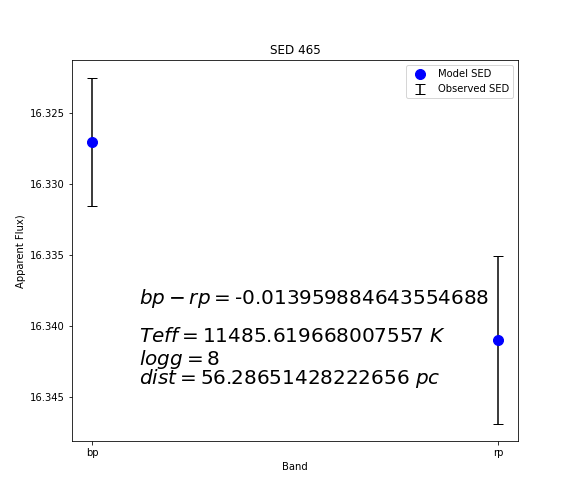 SED 465
Model SED
Observed SED
16.325
16.330
16.335
16.340
16.345
Apparent Flux)
bp − rp = -0.013959884643554688
Teff = 11485.619668007557 K
logg = 8
dist = 56.28651428222656 pc
bp
rp
Band